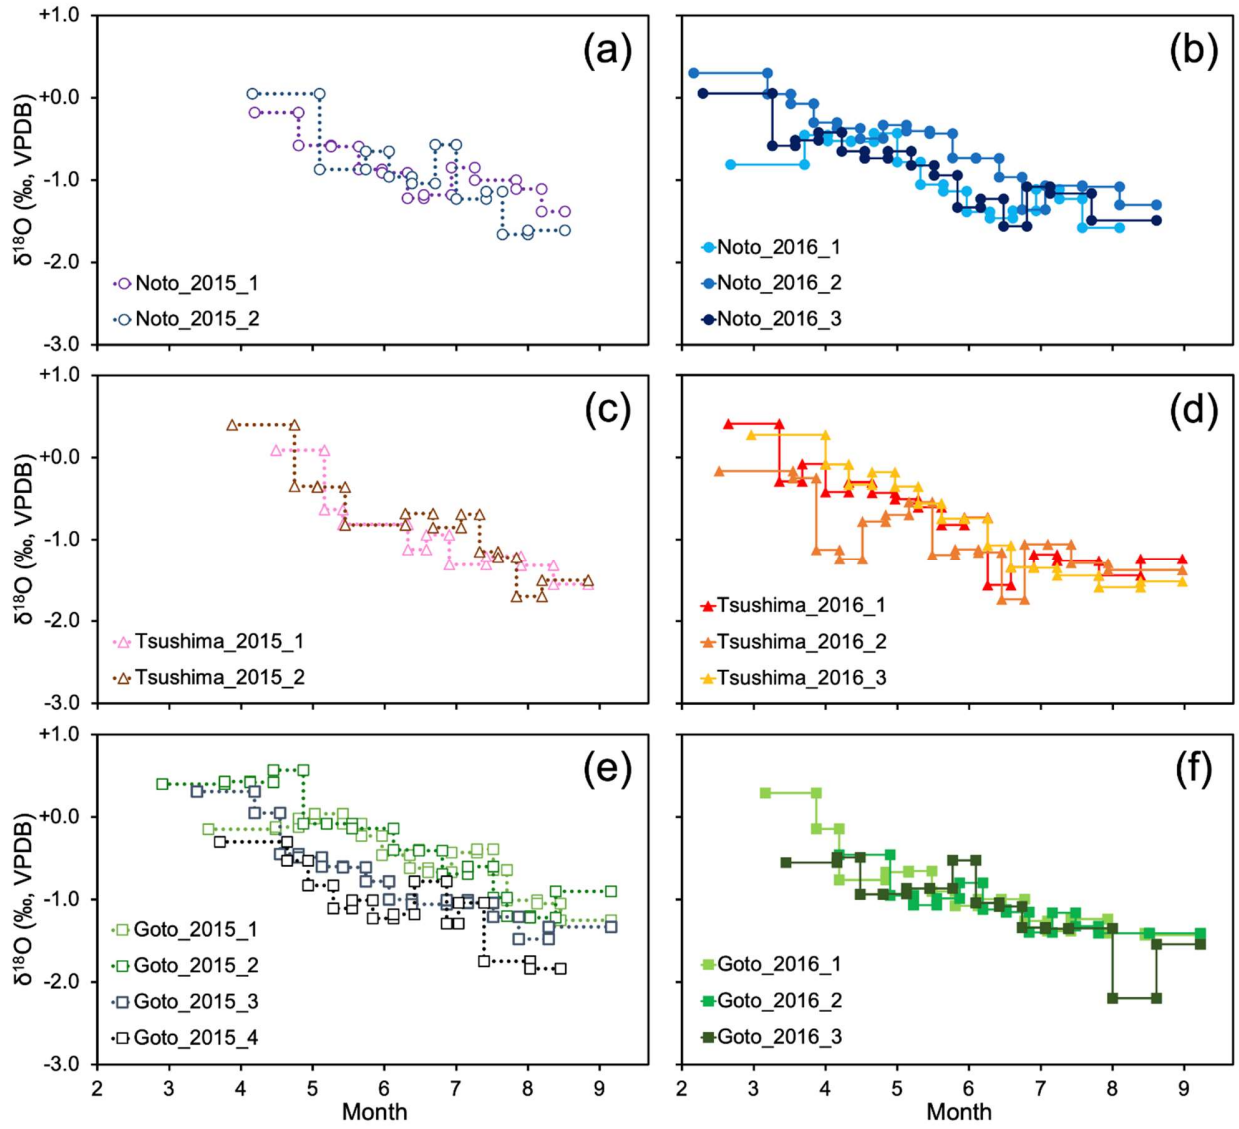 +1.0
+0.0
-1.0
-2.0
-3.0
δ¹⁸O (‰, VPDB)
(a)
Noto_2015_1
Noto_2015_2
(b)
Noto_2016_1
Noto_2016_2
Noto_2016_3
+1.0
+0.0
-1.0
-2.0
-3.0
δ¹⁸O (‰, VPDB)
(c)
Tsushima_2015_1
Tsushima_2015_2
(d)
Tsushima_2016_1
Tsushima_2016_2
Tsushima_2016_3
+1.0
+0.0
-1.0
-2.0
-3.0
δ¹⁸O (‰, VPDB)
(e)
Goto_2015_1
Goto_2015_2
Goto_2015_3
Goto_2015_4
2 3 4 5 6 7 8 9
Month
(f)
Goto_2016_1
Goto_2016_2
Goto_2016_3
2 3 4 5 6 7 8 9
Month